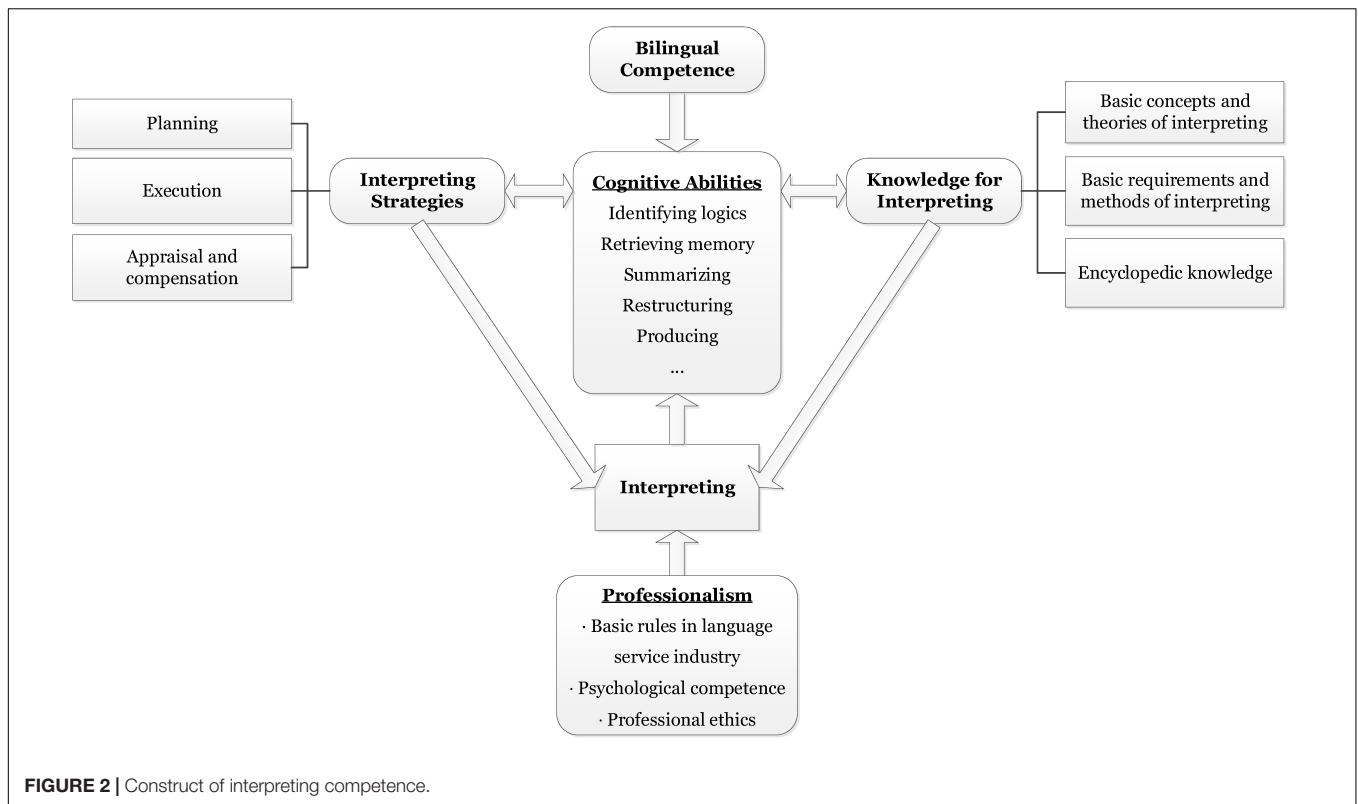 Bilingual
Competence
Planning
Execution
Appraisal and
compensation
Interpreting
Strategies
Cognitive Abilities
Identifying logics
Retrieving memory
Summarizing
Restructuring
Producing
...
Knowledge for
Interpreting
Basic concepts and
theories of interpreting
Basic requirements and
methods of interpreting
Encyclopedic knowledge
Interpreting
Professionalism
· Basic rules in language
service industry
· Psychological competence
· Professional ethics
FIGURE 2 | Construct of interpreting competence.